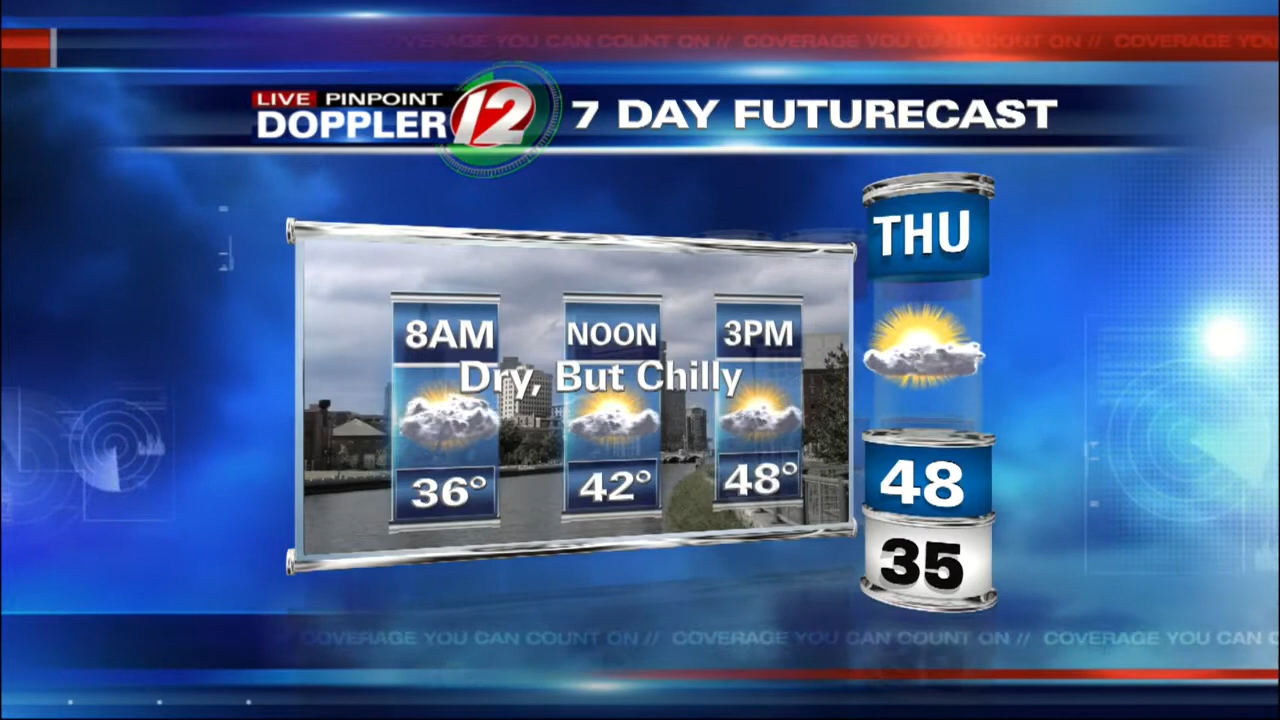 COVERAGE YOU CAN COUNT ON // COVERAGE YOU CAN COUNT ON // COVERAGE YOU
LIVE PINPOINT
DOPPLER 12
7 DAY FUTURECAST
THU
8AM
NOON
3PM
Dry, But Chilly
36°
42°
48°
48
35
COVERAGE YOU CAN COUNT ON // COVERAGE YOU CAN COUNT ON // COVERAGE YOU CAN C